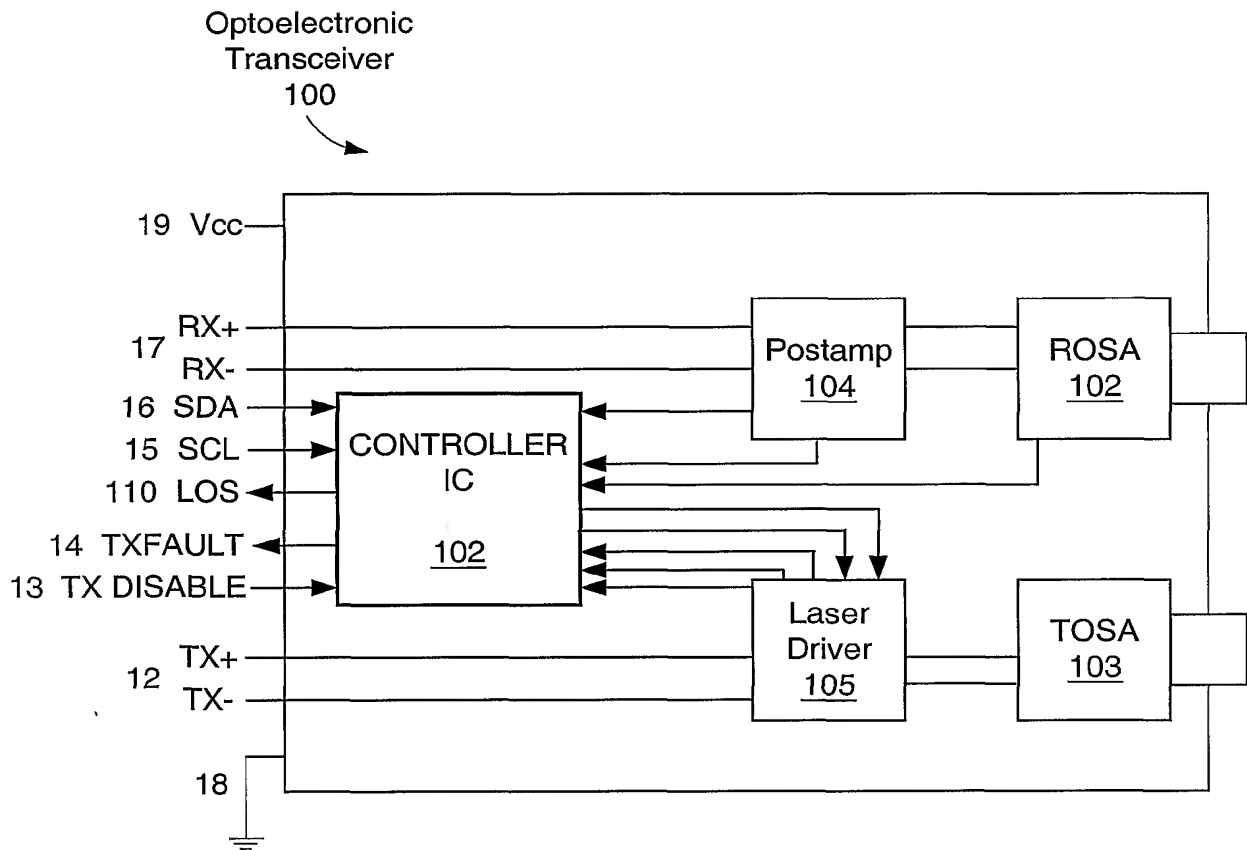 Optoelectronic
Transceiver
100
19 Vcc
17
RX+
RX-
16 SDA
15 SCL
110 LOS
14 TXFAULT
13 TX DISABLE
12
TX+
TX-
18
CONTROLLER
IC
102
Postamp
104
ROSA
102
Laser
Driver
105
TOSA
103